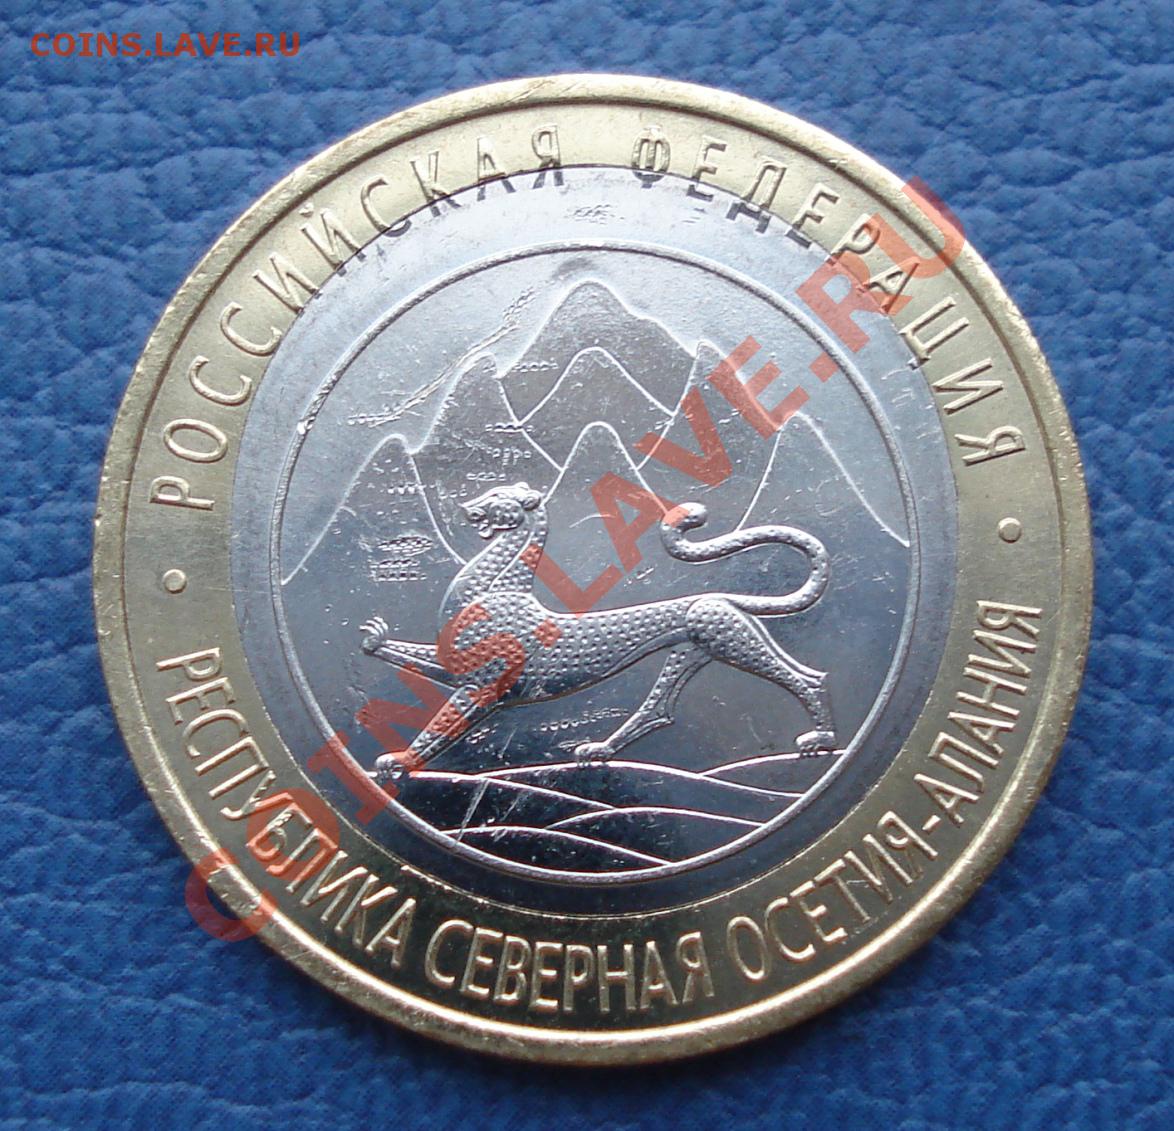 COINS.LAVE.RU
РОССИЙСКАЯ ФЕДЕРАЦИЯ
COINS.LAVE.RU
РЕСПУБЛИКА СЕВЕРНАЯ ОСЕТИЯ-АЛАНИЯ